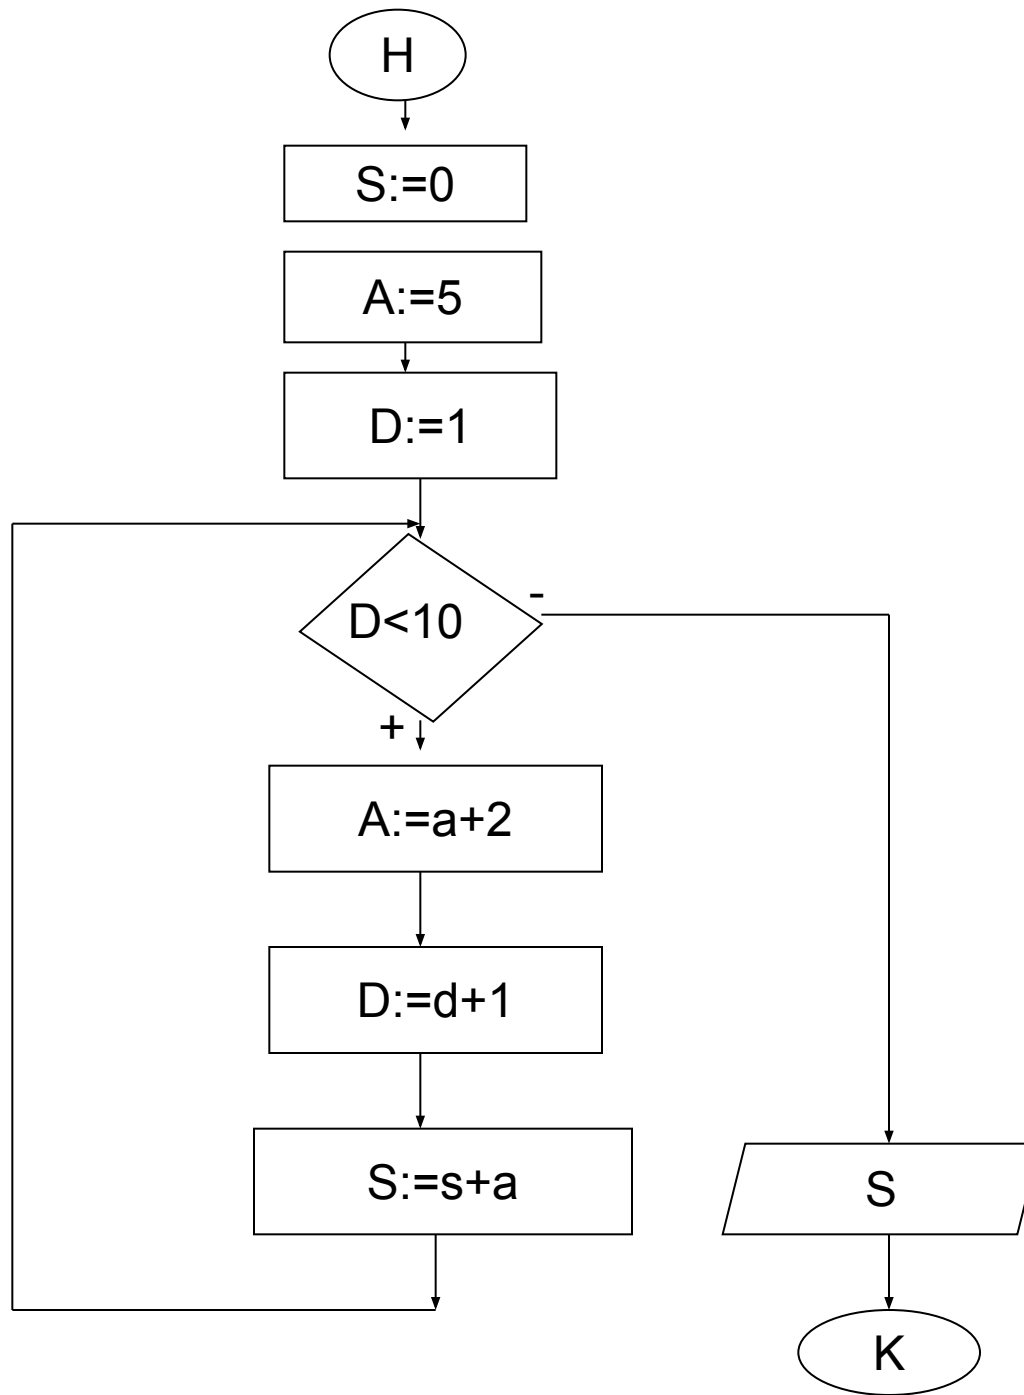 Н
S:=0
A:=5
D:=1
D<10
-
+
A:=a+2
D:=d+1
S:=s+a
S
К